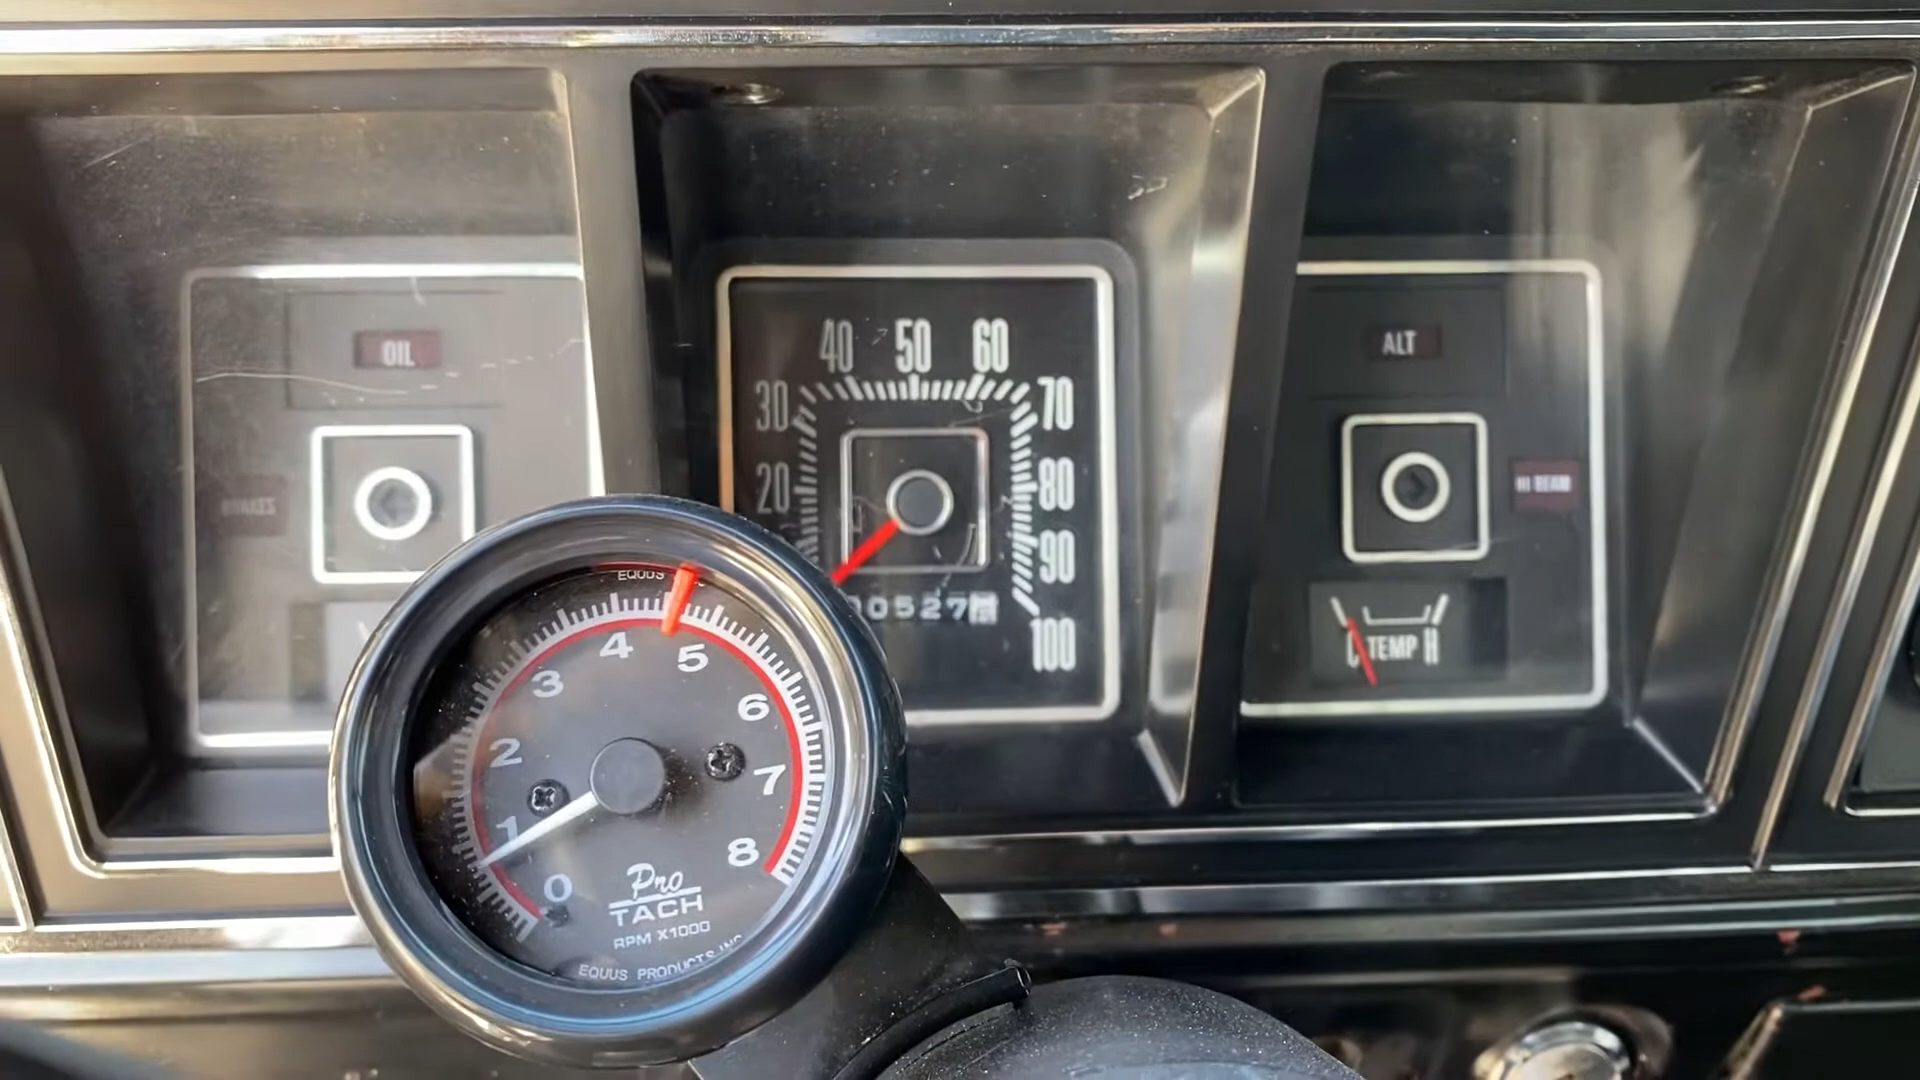 OIL
BRAKES
40 50 60
30 70
20 80
90
100
0527
ALT
HI BEAM
C TEMP H
EQUUS
0 1 2 3 4 5 6 7 8
Pro
TACH
RPM X1000
EQUUS PRODUCTS INC